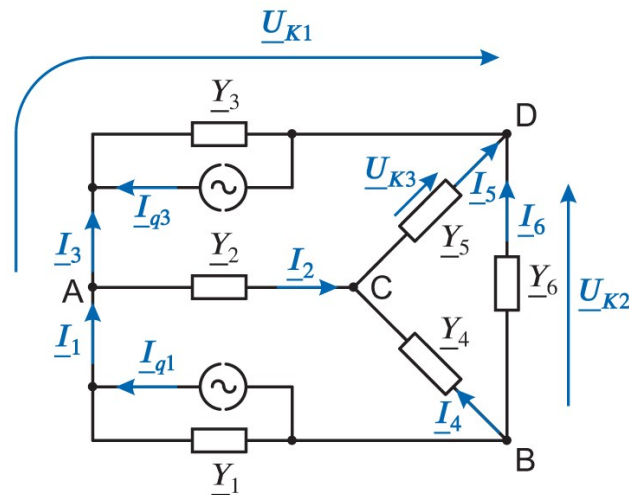 U_K1
Y_3
D
U_K3
I_5
I_q3
Y_5
I_6
I_3
Y_2
I_2
A
C
Y_6
U_K2
I_1
I_q1
Y_4
I_4
Y_1
B